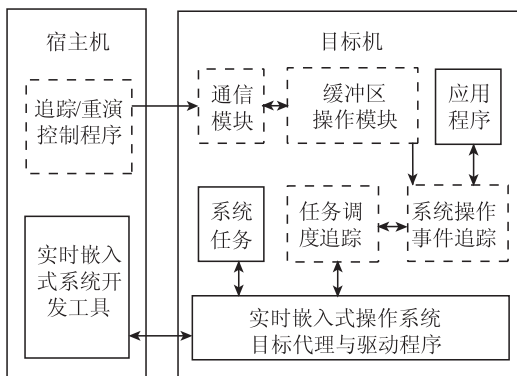 宿主机
追踪/重演
控制程序
实时嵌入
式系统开
发工具
目标机
通信
模块
缓冲区
操作模块
应用
程序
系统
任务
任务调
度追踪
系统操作
事件追踪
实时嵌入式操作系统
目标代理与驱动程序